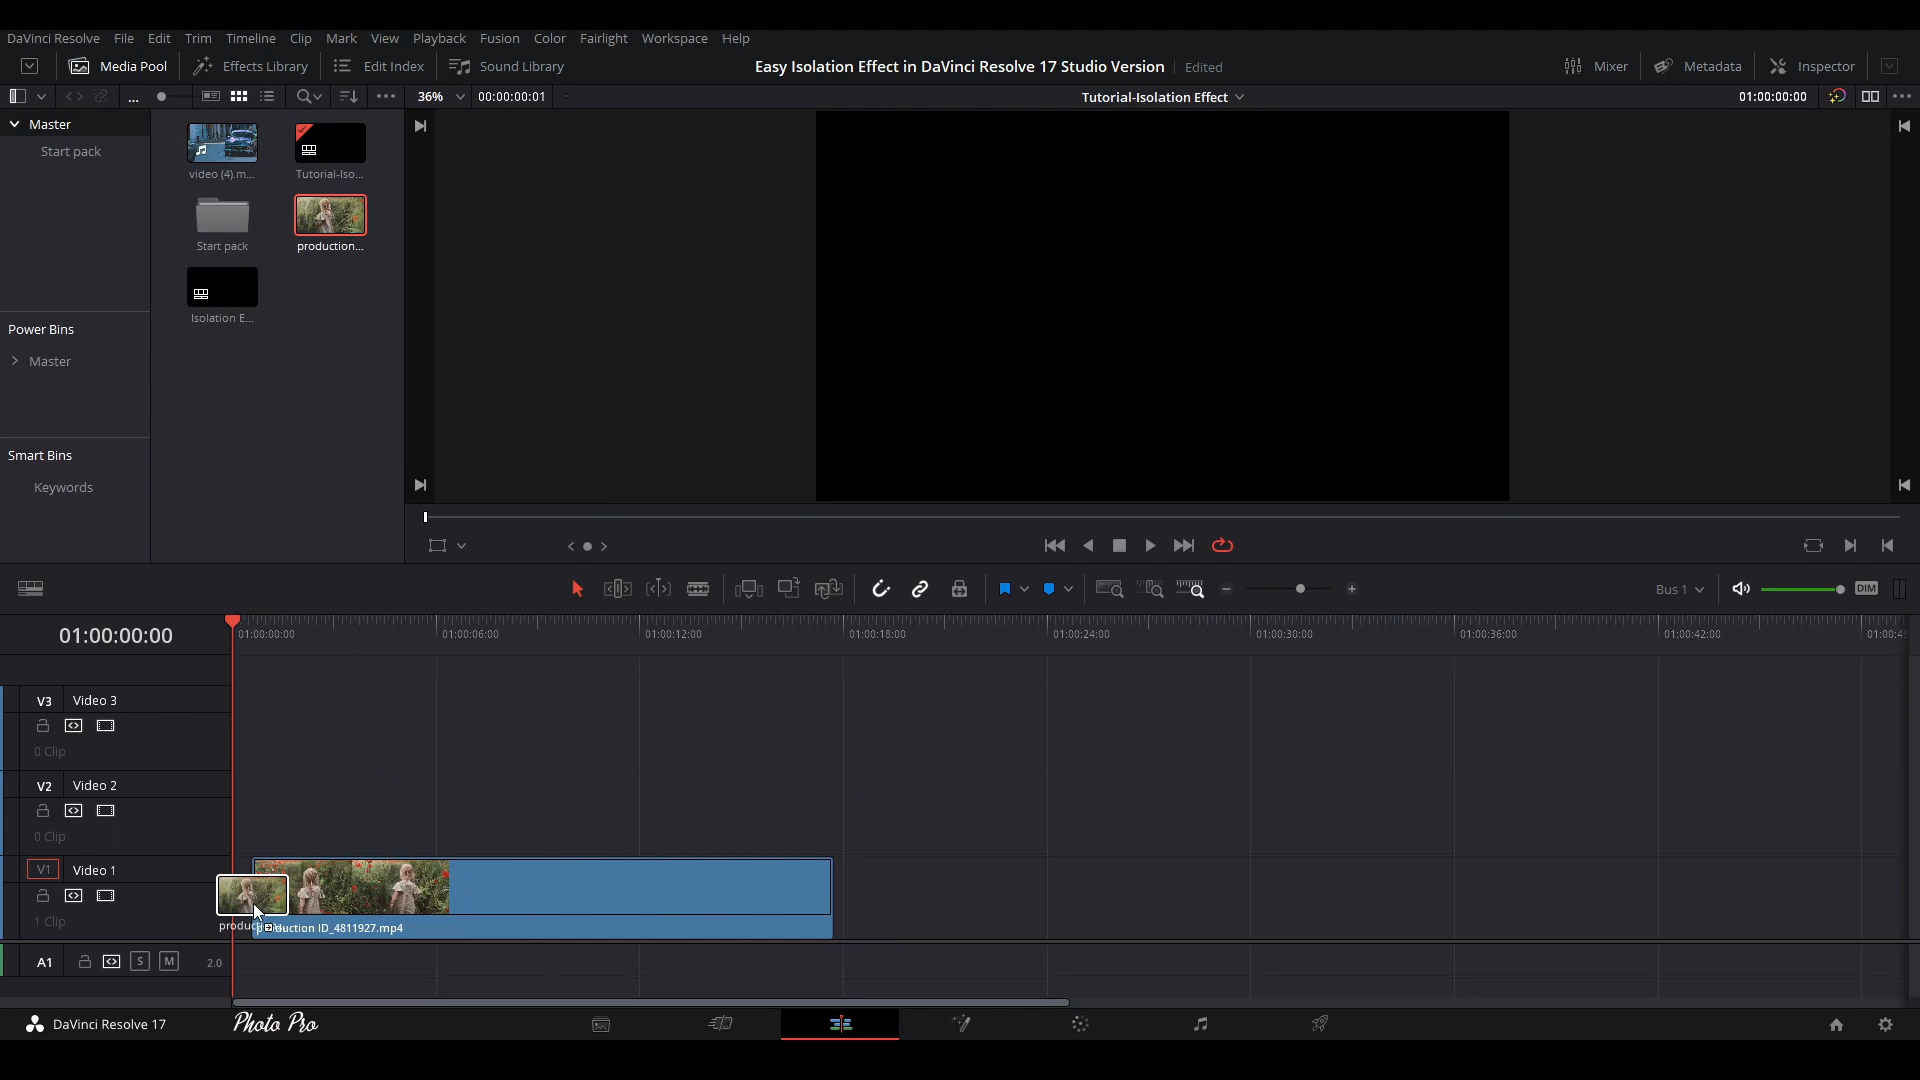 DaVinci Resolve File Edit Trim Timeline Clip Mark View Playback Fusion Color Fairlight Workspace Help
Media Pool Effects Library Edit Index Sound Library Easy Isolation Effect in DaVinci Resolve 17 Studio Version Edited Mixer Metadata Inspector
... 36% 00:00:00:01 Tutorial-Isolation Effect 01:00:00:00
Master
Start pack
video (4).m... Tutorial-Iso...
Start pack production...
Isolation E...
Power Bins
Master
Smart Bins
Keywords
Bus 1 DIM
01:00:00:00 01:00:00:00 01:00:06:00 01:00:12:00 01:00:18:00 01:00:24:00 01:00:30:00 01:00:36:00 01:00:42:00
V3 Video 3
0 Clip
V2 Video 2
0 Clip
V1 Video 1
1 Clip
ID_4811927.mp4
A1 S M 2.0
DaVinci Resolve 17 Photo Pro